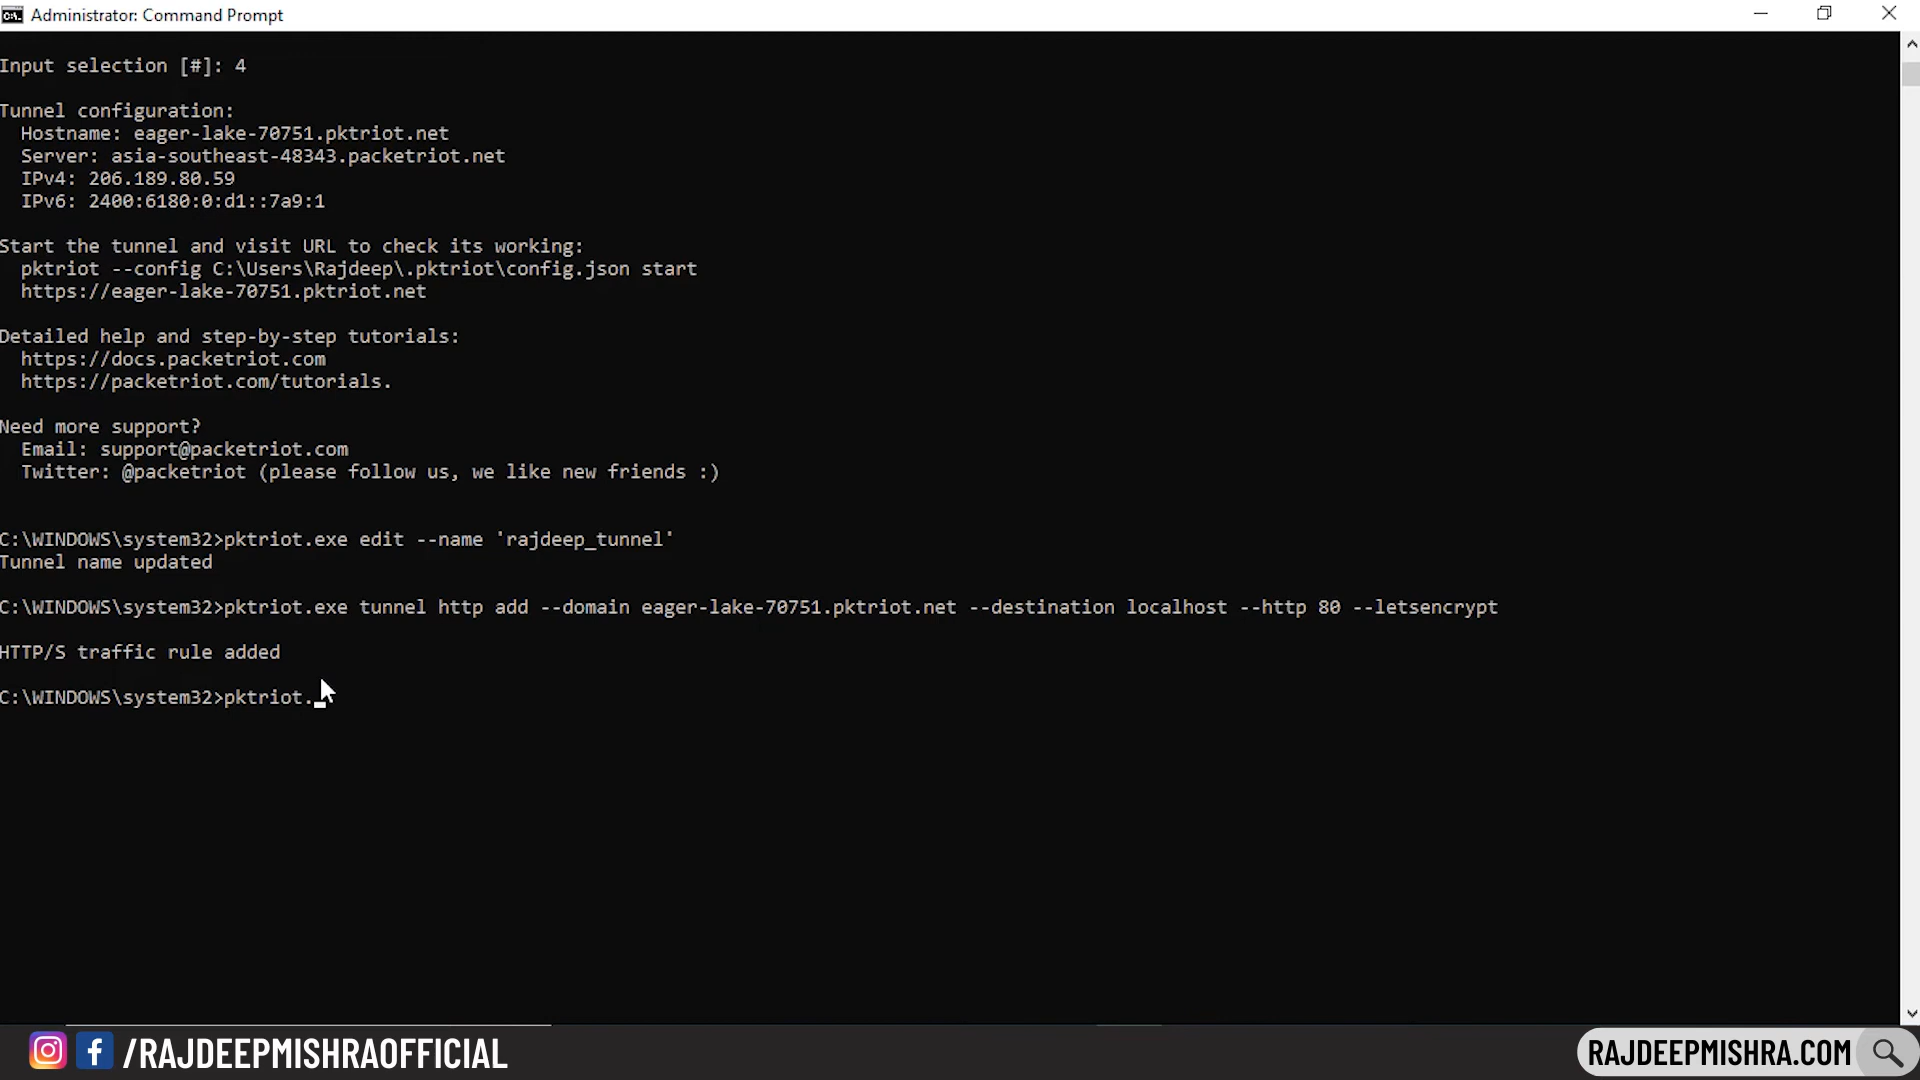 Administrator: Command Prompt
Input selection [#]: 4
Tunnel configuration:
Hostname: eager-lake-70751.pktriot.net
Server: asia-southeast-48343.packetriot.net
IPv4: 206.189.80.59
IPv6: 2400:6180:0:d1::7a9:1
Start the tunnel and visit URL to check its working:
pktriot --config C:\Users\Rajdeep\.pktriot\config.json start
https://eager-lake-70751.pktriot.net
Detailed help and step-by-step tutorials:
https://docs.packetriot.com
https://packetriot.com/tutorials.
Need more support?
Email: support@packetriot.com
Twitter: @packetriot (please follow us, we like new friends :)
C:\WINDOWS\system32>pktriot.exe edit --name 'rajdeep_tunnel'
Tunnel name updated
C:\WINDOWS\system32>pktriot.exe tunnel http add --domain eager-lake-70751.pktriot.net --destination localhost --http 80 --letsencrypt
HTTP/S traffic rule added
C:\WINDOWS\system32>pktriot.
/RAJDEEPMISHRAOFFICIAL
RAJDEEPMISHRA.COM